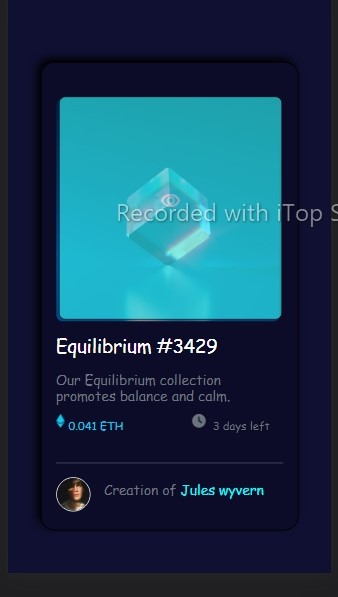 Recorded with iTop S
Equilibrium #3429
Our Equilibrium collection
promotes balance and calm.
0.041 ETH
3 days left
Creation of Jules wyvern